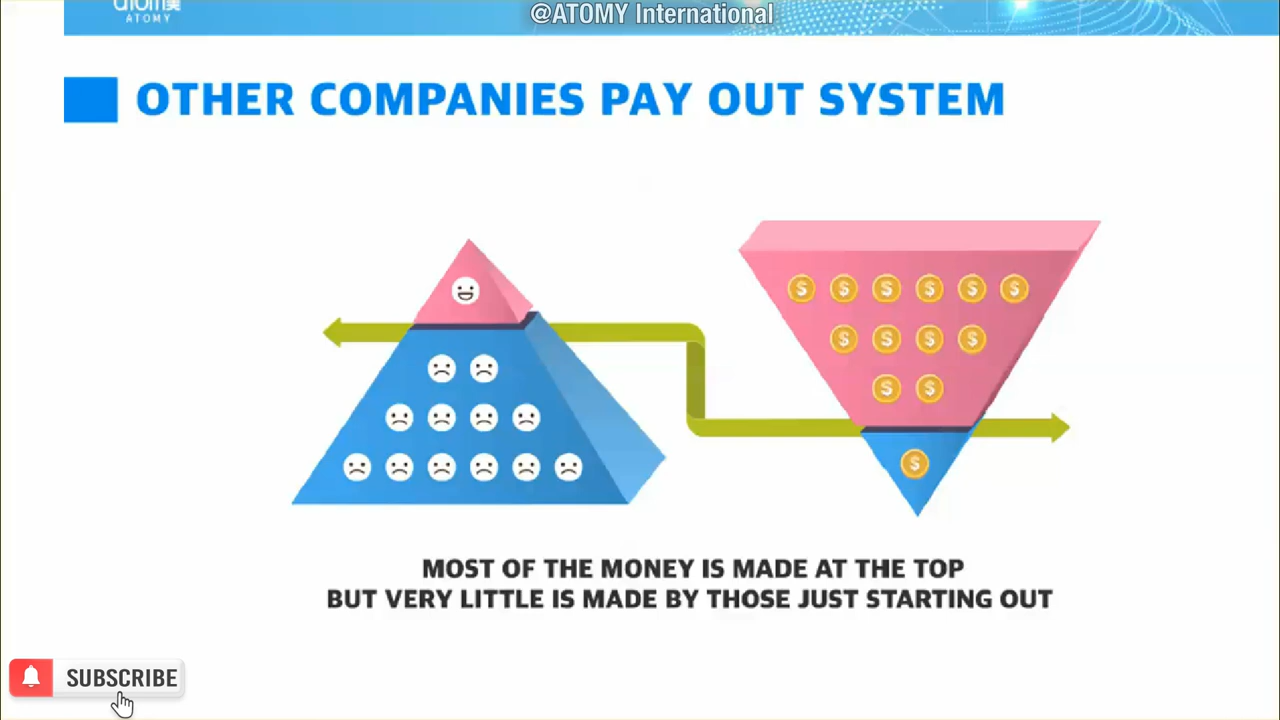 @ATOMY International
ATOMY
OTHER COMPANIES PAY OUT SYSTEM
$ $ $ $ $ $
$ $ $ $
$ $
$
MOST OF THE MONEY IS MADE AT THE TOP
BUT VERY LITTLE IS MADE BY THOSE JUST STARTING OUT
SUBSCRIBE